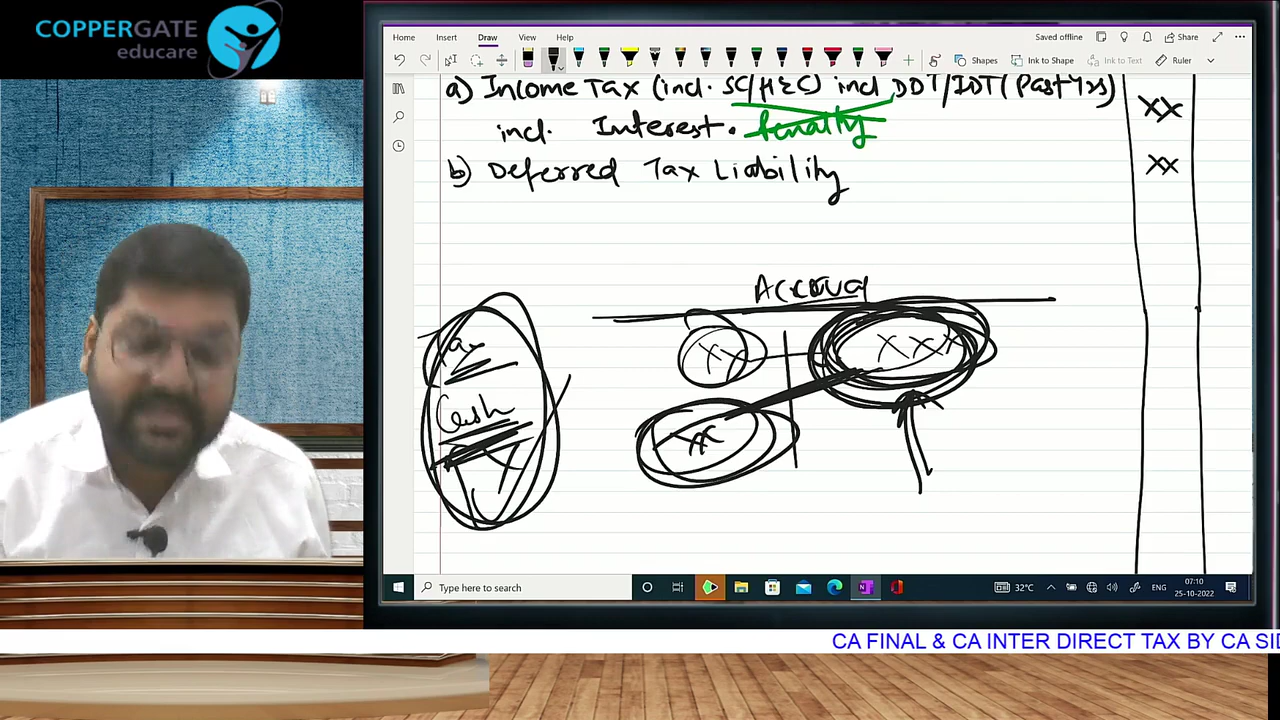 COPPERGATE
educare
Home Insert Draw View Help
Saved offline
Share
Shapes
Ink to Shape
Ink to Text
Ruler
a) Income Tax (incl. SC/HEC) incl DDT/IDT (Past Yrs) XX
incl. Interest. Penalty
b) Deferred Tax Liability XX
Accrual
Tax
Cash
XX
XXX
XX
Type here to search
32°C
ENG
07:10
25-10-2022
CA FINAL & CA INTER DIRECT TAX BY CA SID